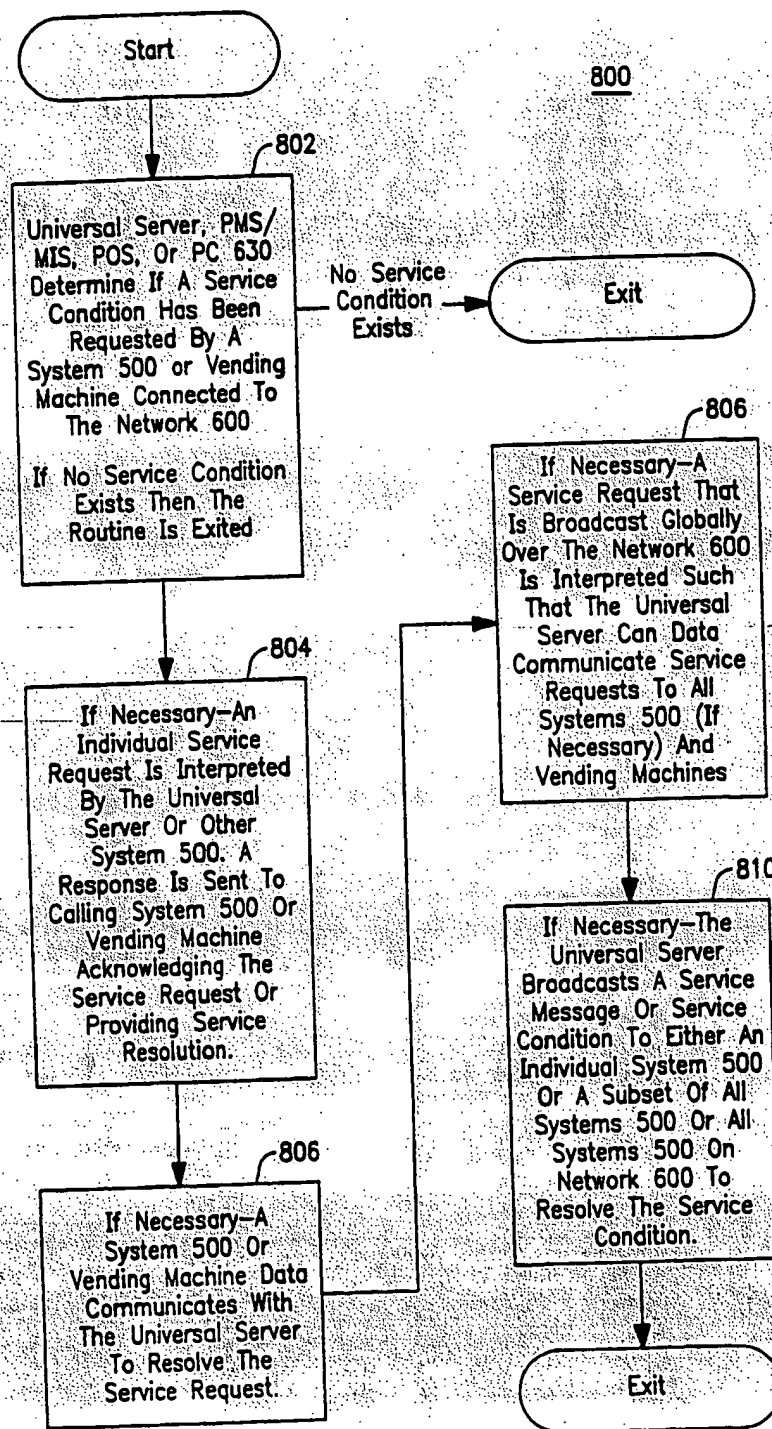 Start
800
802
Universal Server, PMS/
MIS, POS, Or PC 630
Determine If A Service
Condition Has Been
Requested By A
System 500 or Vending
Machine Connected To
The Network 600
If No Service Condition
Exists Then The
Routine Is Exited
No Service
Condition
Exists
Exit
804
If Necessary-An
Individual Service
Request Is Interpreted
By The Universal
Server Or Other
System 500. A
Response Is Sent To
Calling System 500 Or
Vending Machine
Acknowledging The
Service Request Or
Providing Service
Resolution.
806
If Necessary-A
System 500 Or
Vending Machine Data
Communicates With
The Universal Server
To Resolve The
Service Request.
806
If Necessary-A
Service Request That
Is Broadcast Globally
Over The Network 600
Is Interpreted Such
That The Universal
Server Can Data
Communicate Service
Requests To All
Systems 500 (If
Necessary) And
Vending Machines
810
If Necessary-The
Universal Server
Broadcasts A Service
Message Or Service
Condition To Either An
Individual System 500
Or A Subset Of All
Systems 500 Or All
Systems 500 On
Network 600 To
Resolve The Service
Condition.
Exit